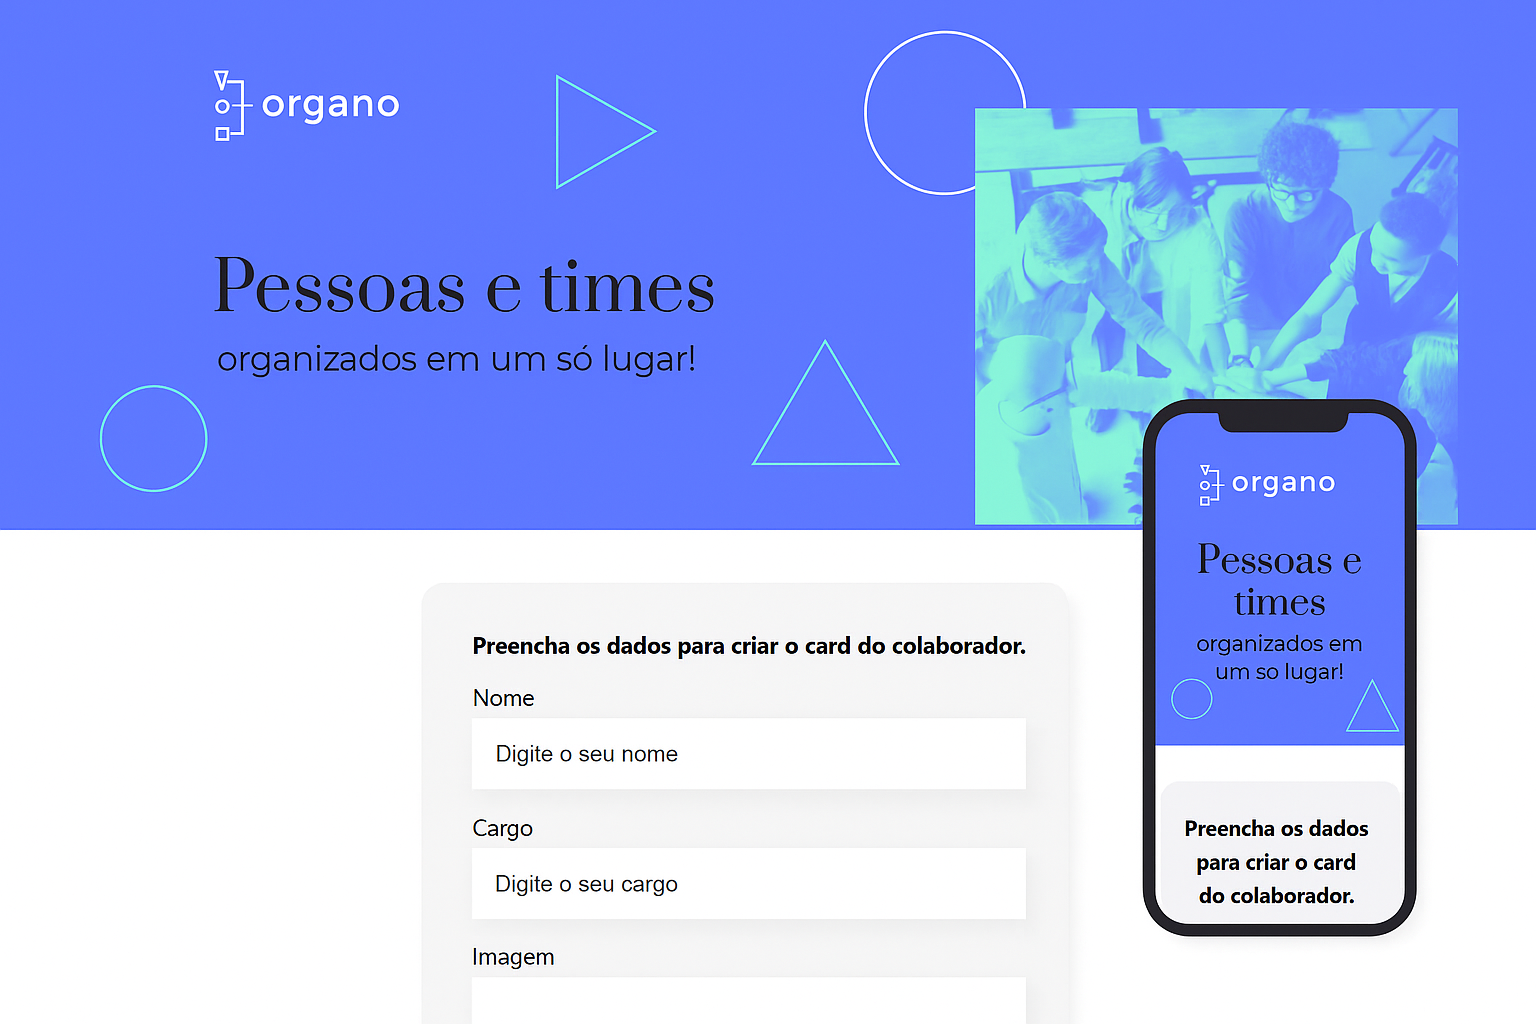 organo
Pessoas e times
organizados em um só lugar!
Preencha os dados para criar o card do colaborador.
Nome
Digite o seu nome
Cargo
Digite o seu cargo
Imagem
organo
Pessoas e
times
organizados em
um so lugar!
Preencha os dados
para criar o card
do colaborador.